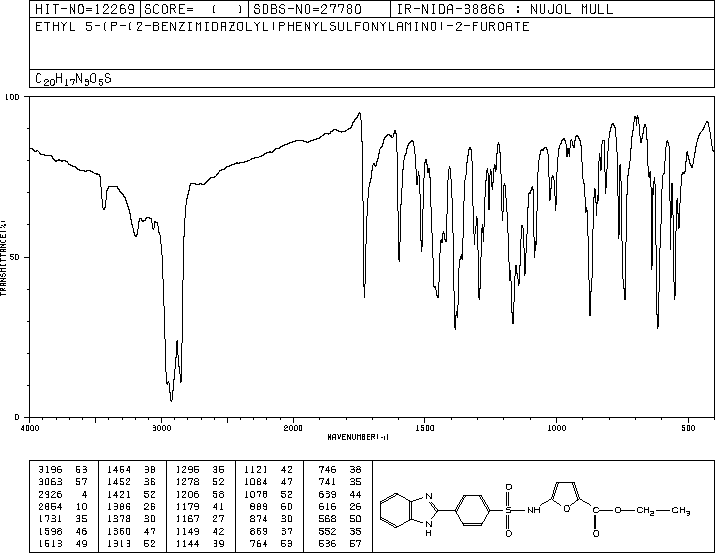 HIT-NO=12269 SCORE= ( ) SDBS-NO=27780 IR-NIDA-38866 : NUJOL MULL
ETHYL 5-(P-(2-BENZIMIDAZOLYL)PHENYLSULFONYLAMINO)-2-FUROATE
C20H17N3O5S
100
50
0
TRANSMITTANCE(%)
4000 3000 2000 1500 1000 500
WAVENUMBER(-1)
3196 53 1464 38 1295 35 1121 42 746 38
3063 57 1452 36 1278 52 1084 47 741 35
2926 4 1421 52 1206 58 1078 52 639 44
2854 10 1386 26 1179 41 889 60 616 26
1731 35 1378 30 1167 27 874 30 568 50
1598 46 1360 47 1149 42 859 37 552 35
1513 49 1313 52 1144 39 764 53 536 57
N
N
H
O
S
O
NH
O
C
O
O
CH2
CH3